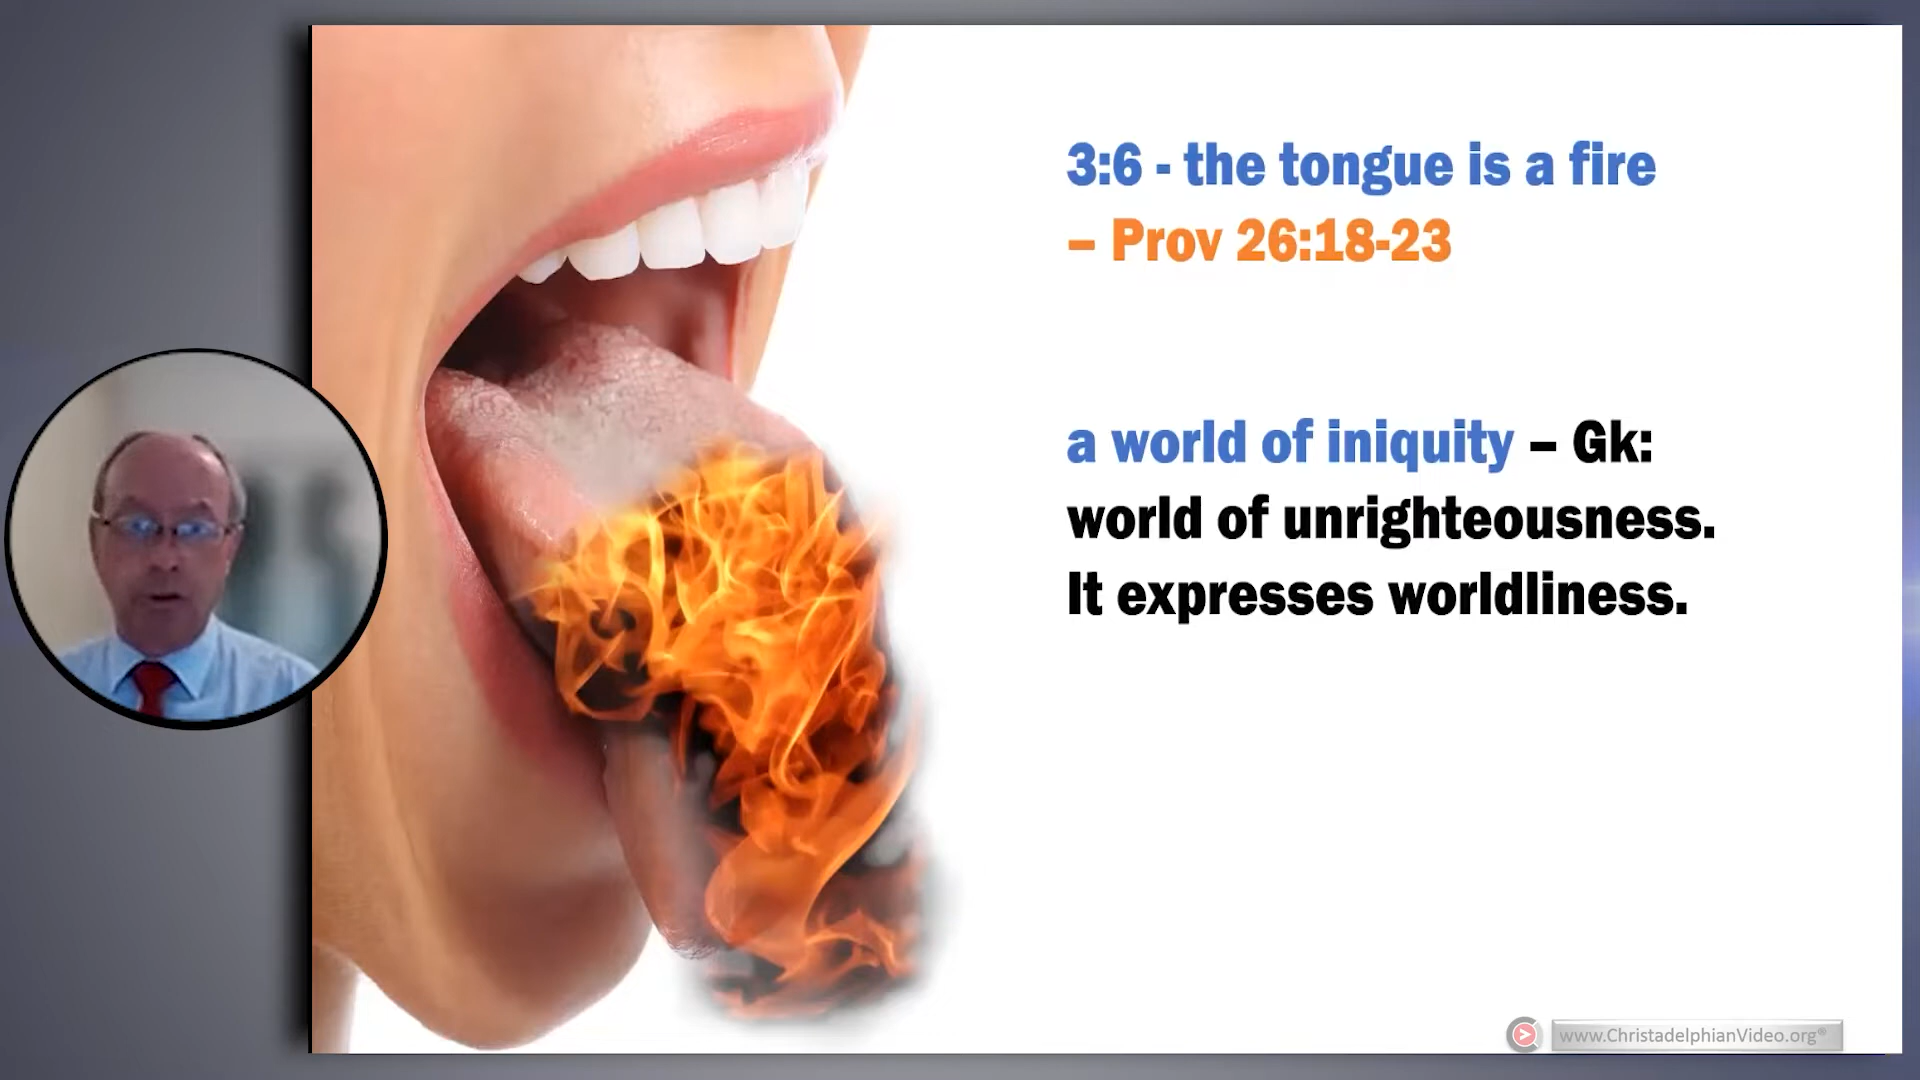 3:6 - the tongue is a fire
– Prov 26:18-23
a world of iniquity – Gk:
world of unrighteousness.
It expresses worldliness.
www.ChristadelphianVideo.org®